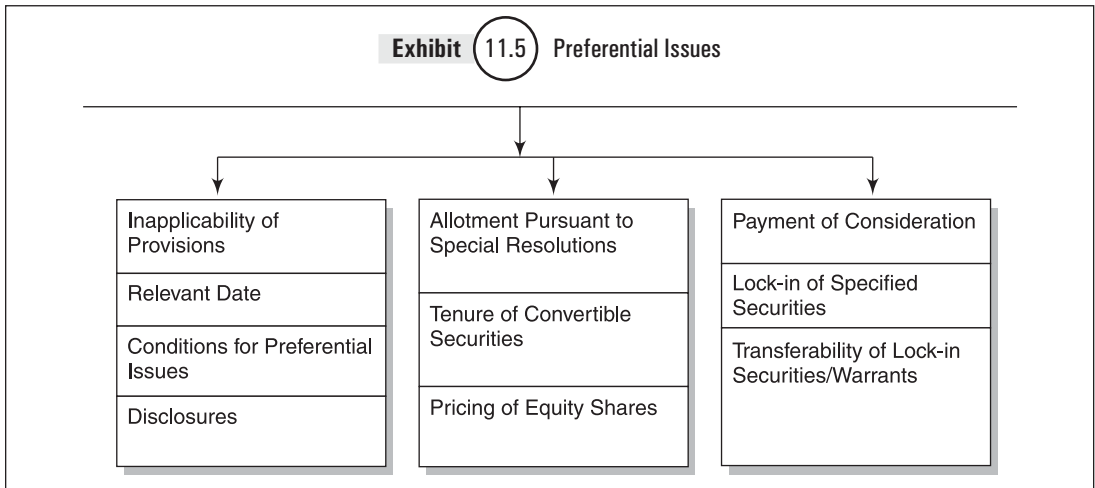 Exhibit 11.5 Preferential Issues
Inapplicability of
Provisions
Relevant Date
Conditions for Preferential
Issues
Disclosures
Allotment Pursuant to
Special Resolutions
Tenure of Convertible
Securities
Pricing of Equity Shares
Payment of Consideration
Lock-in of Specified
Securities
Transferability of Lock-in
Securities/Warrants